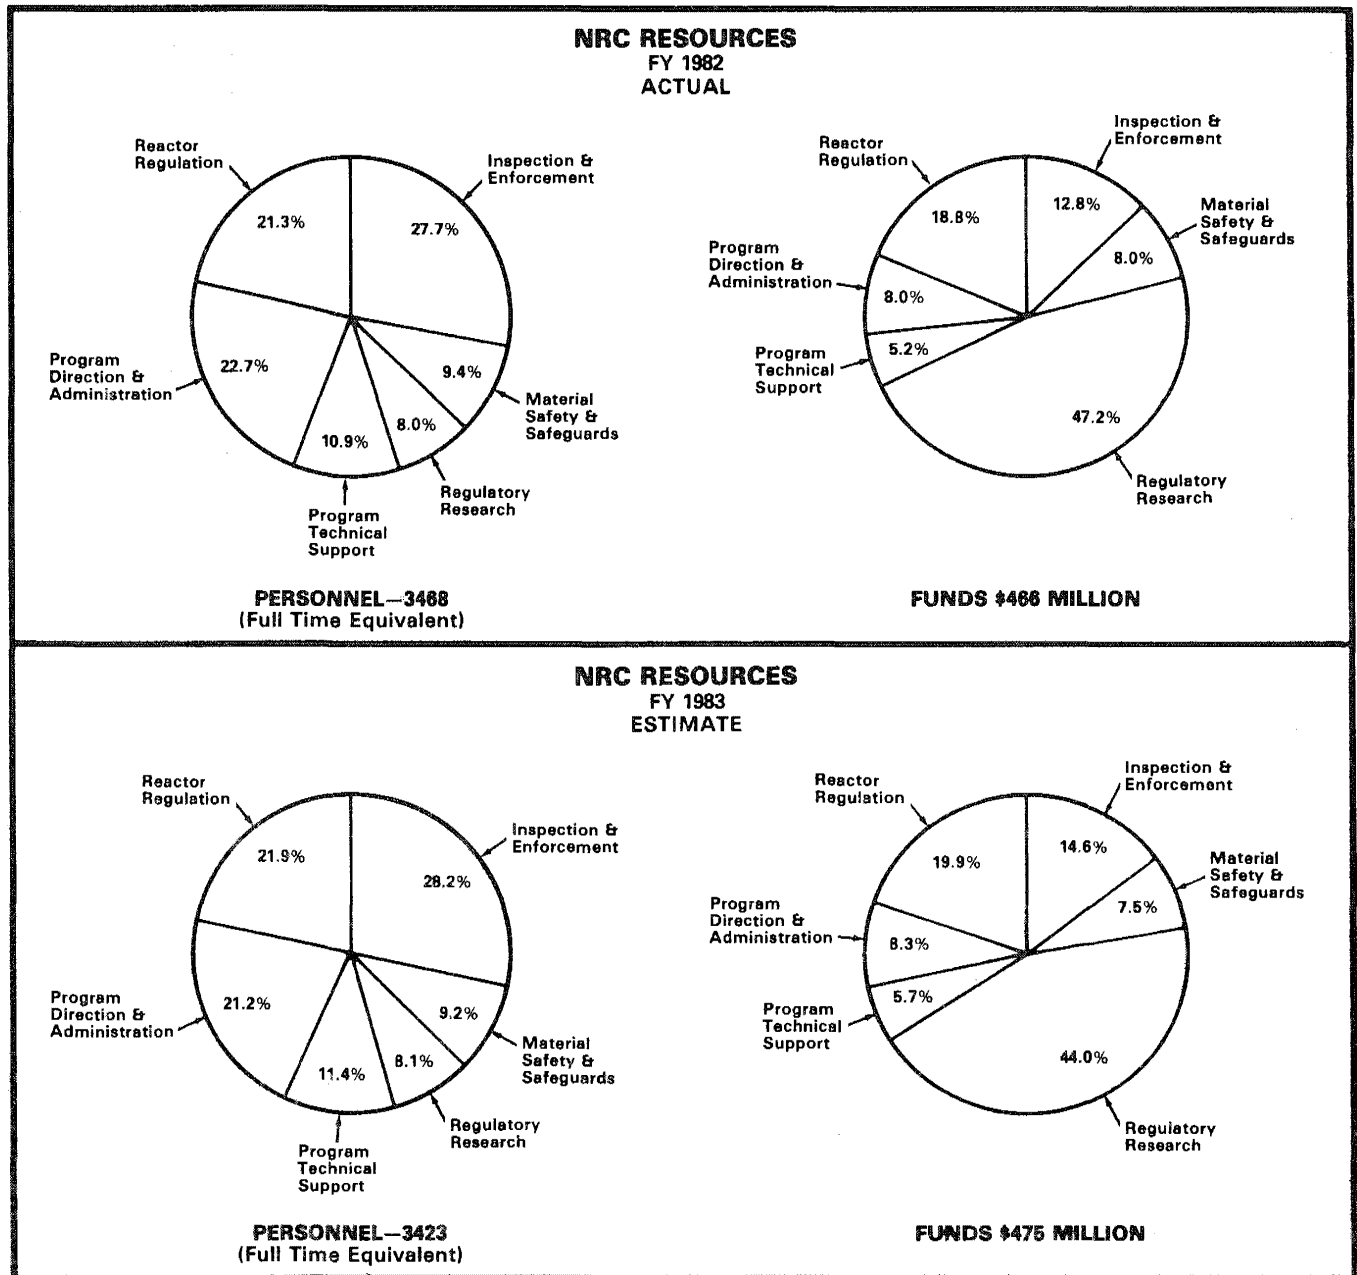 NRC RESOURCES
FY 1982
ACTUAL
Reactor
Regulation
21.3%
Inspection &
Enforcement
27.7%
Program
Direction &
Administration
22.7%
9.4%
Material
Safety &
Safeguards
10.9%
8.0%
Regulatory
Research
Program
Technical
Support
PERSONNEL—3468
(Full Time Equivalent)
Reactor
Regulation
18.8%
Inspection &
Enforcement
12.8%
Material
Safety &
Safeguards
8.0%
Program
Direction &
Administration
8.0%
Program
Technical
Support
5.2%
47.2%
Regulatory
Research
FUNDS $466 MILLION
NRC RESOURCES
FY 1983
ESTIMATE
Reactor
Regulation
21.9%
Inspection &
Enforcement
28.2%
Program
Direction &
Administration
21.2%
9.2%
Material
Safety &
Safeguards
11.4%
8.1%
Regulatory
Research
Program
Technical
Support
PERSONNEL—3423
(Full Time Equivalent)
Reactor
Regulation
19.9%
Inspection &
Enforcement
14.6%
Material
Safety &
Safeguards
7.5%
Program
Direction &
Administration
8.3%
Program
Technical
Support
5.7%
44.0%
Regulatory
Research
FUNDS $475 MILLION